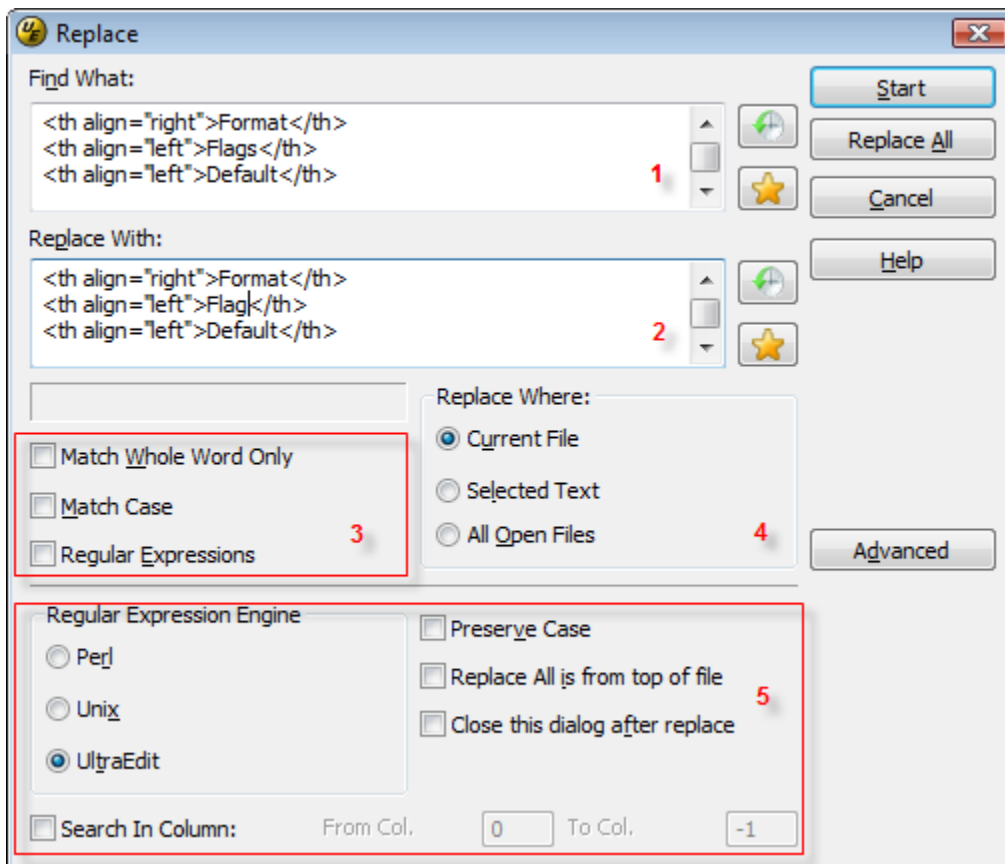 Replace
Find What:
<th align="right">Format</th>
<th align="left">Flags</th>
<th align="left">Default</th>
1
Start
Replace All
Cancel
Help
Replace With:
<th align="right">Format</th>
<th align="left">Flag</th>
<th align="left">Default</th>
2
Match Whole Word Only
Match Case
Regular Expressions
3
Replace Where:
Current File
Selected Text
All Open Files
4
Advanced
Regular Expression Engine
Perl
Unix
UltraEdit
Preserve Case
Replace All is from top of file
Close this dialog after replace
5
Search In Column: From Col. 0 To Col. -1